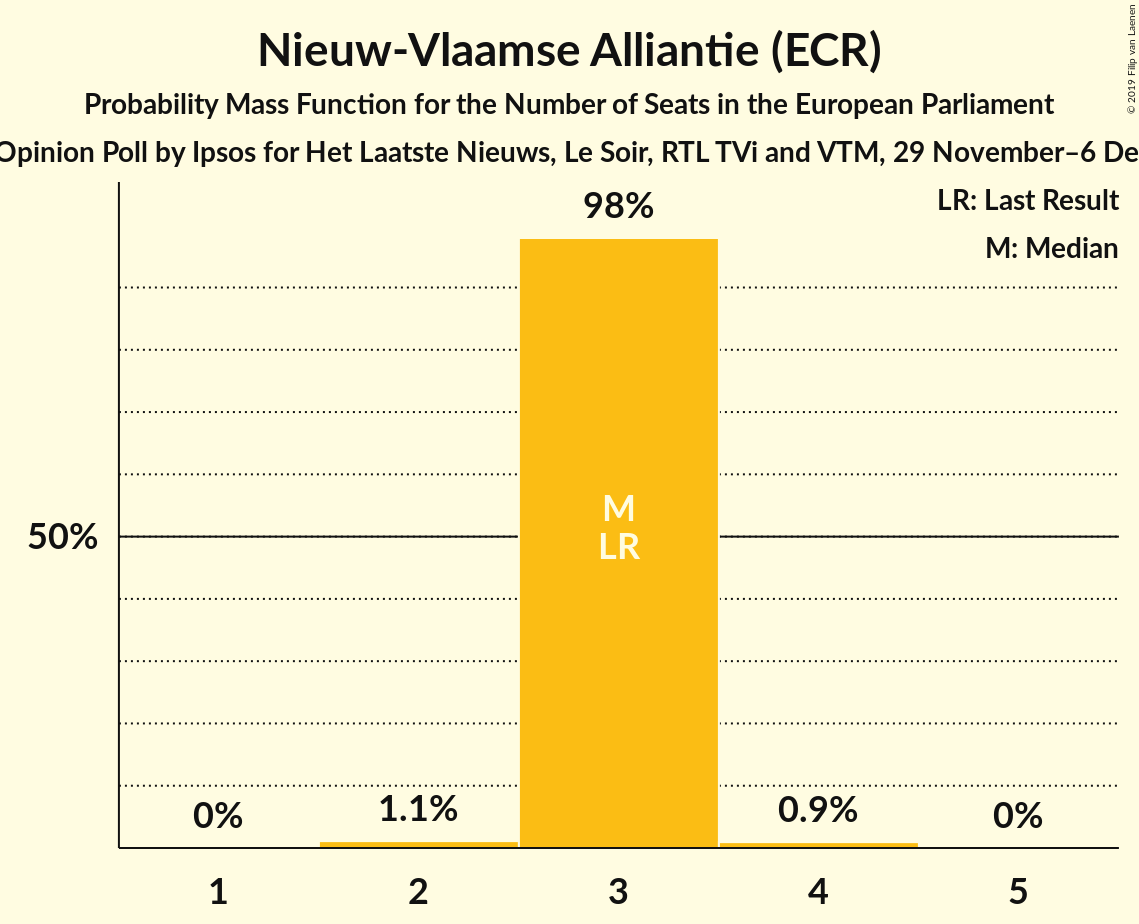 Nieuw-Vlaamse Alliantie (ECR)
Probability Mass Function for the Number of Seats in the European Parliament
Opinion Poll by Ipsos for Het Laatste Nieuws, Le Soir, RTL TVi and VTM, 29 November–6 De
© 2019 Filip van Laenen
LR: Last Result
M: Median
98%
M
LR
50%
0%
1.1%
0.9%
0%
1
2
3
4
5